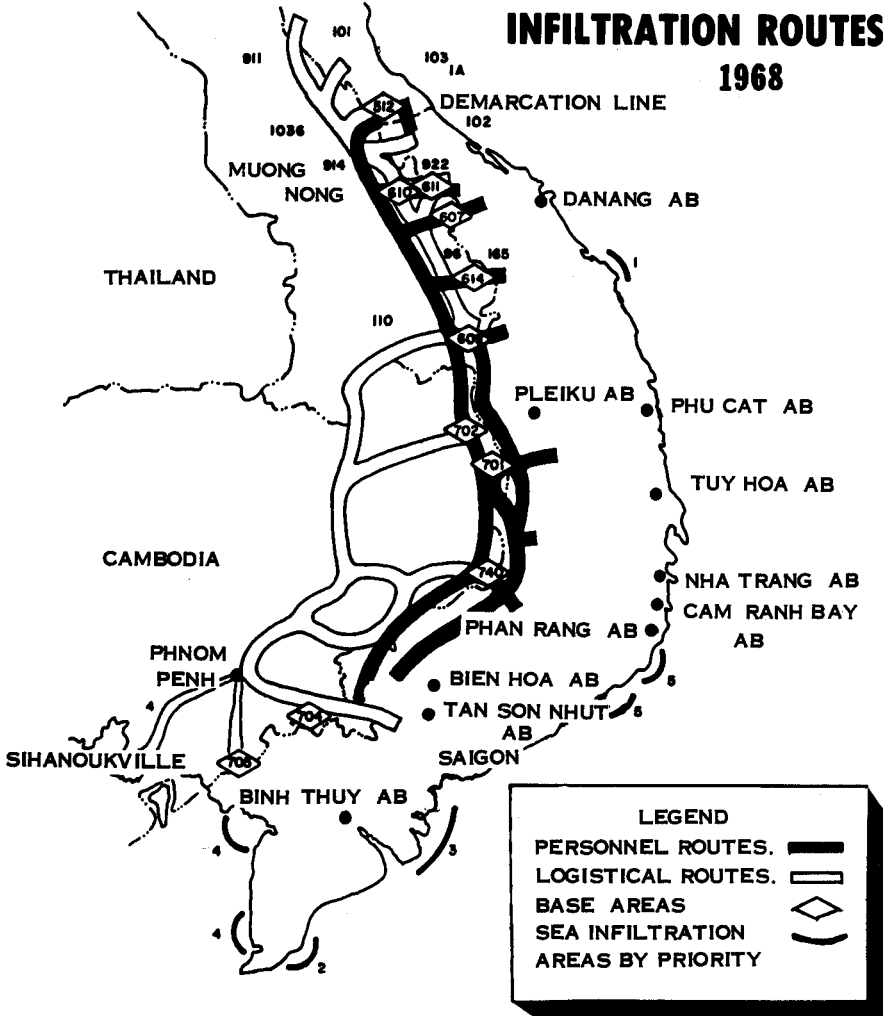 INFILTRATION ROUTES
1968
101
911
103
1A
512
DEMARCATION LINE
102
1036
914
922
MUONG
NONG
610
611
DANANG AB
607
96
165
1
THAILAND
614
110
609
PLEIKU AB
PHU CAT AB
702
701
TUY HOA AB
CAMBODIA
740
NHA TRANG AB
CAM RANH BAY
AB
PHAN RANG AB
PHNOM
PENH
5
BIEN HOA AB
4
704
TAN SON NHUT
AB
5
SIHANOUKVILLE
SAIGON
BINH THUY AB
4
3
4
2
LEGEND
PERSONNEL ROUTES.
LOGISTICAL ROUTES.
BASE AREAS
SEA INFILTRATION
AREAS BY PRIORITY